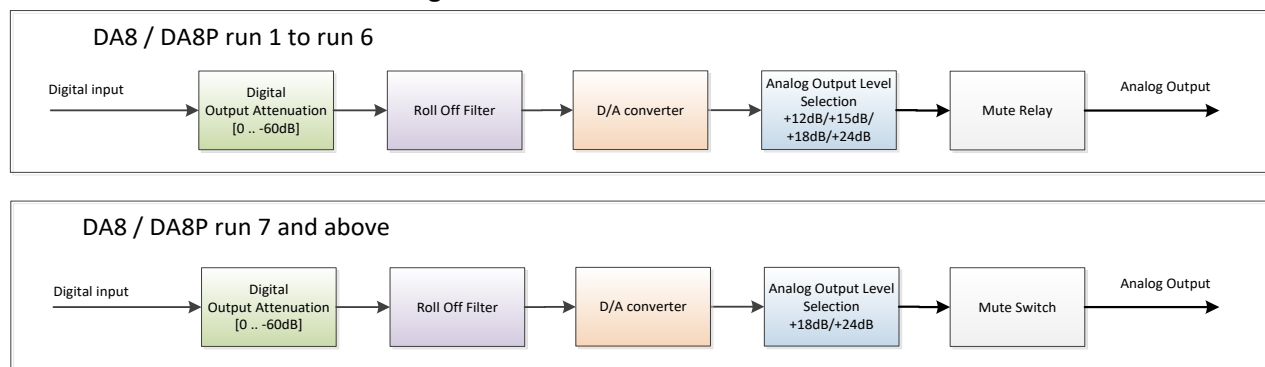 DA8 / DA8P run 1 to run 6
Digital input
Digital
Output Attenuation
[0 .. -60dB]
Roll Off Filter
D/A converter
Analog Output Level
Selection
+12dB/+15dB/
+18dB/+24dB
Mute Relay
Analog Output
DA8 / DA8P run 7 and above
Digital input
Digital
Output Attenuation
[0 .. -60dB]
Roll Off Filter
D/A converter
Analog Output Level
Selection
+18dB/+24dB
Mute Switch
Analog Output